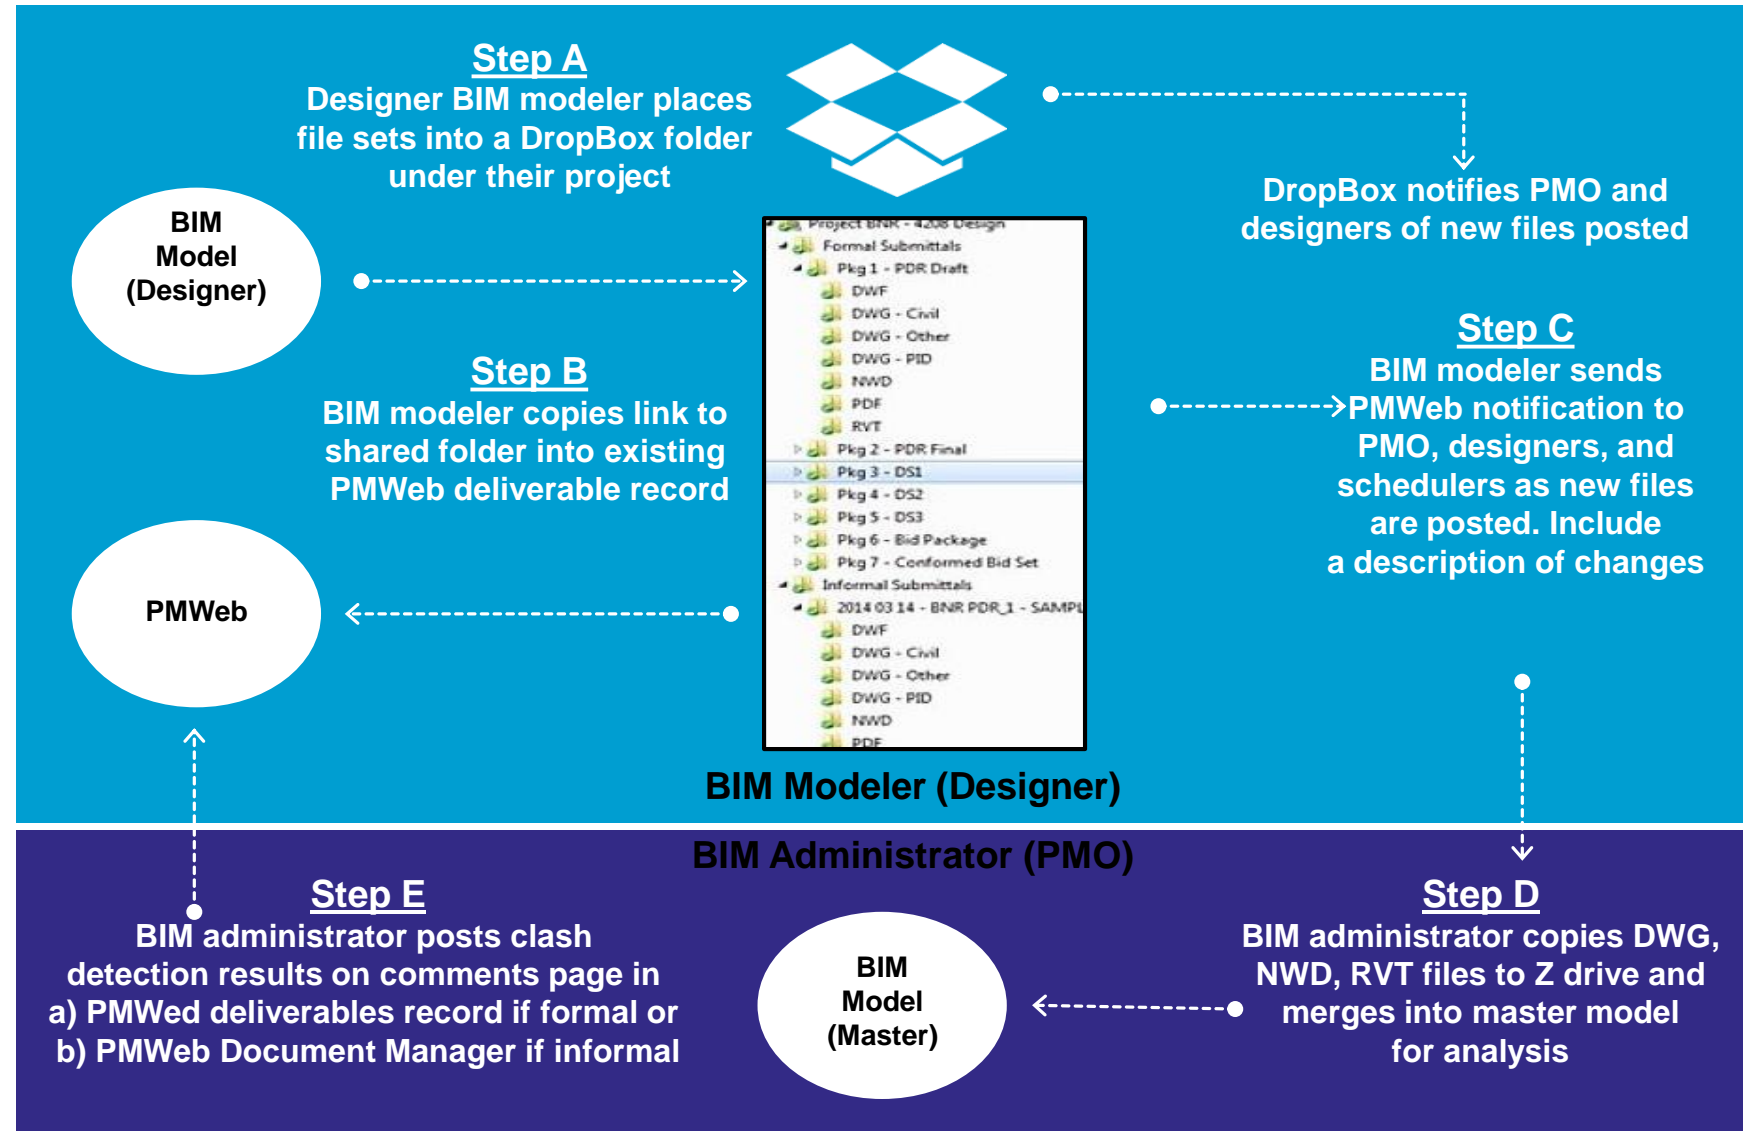 Step A
Designer BIM modeler places
file sets into a DropBox folder
under their project
DropBox notifies PMO and
designers of new files posted
BIM
Model
(Designer)
Project BNR - 4208 Design
Formal Submittals
Pkg 1 - PDR Draft
DWF
DWG - Civil
DWG - Other
DWG - PID
NWD
PDF
RVT
Pkg 2 - PDR Final
Pkg 3 - DS1
Pkg 4 - DS2
Pkg 5 - DS3
Pkg 6 - Bid Package
Pkg 7 - Conformed Bid Set
Informal Submittals
2014 03 14 - BNR PDR_1 - SAMPL
DWF
DWG - Civil
DWG - Other
DWG - PID
NWD
PDF
Step B
BIM modeler copies link to
shared folder into existing
PMWeb deliverable record
Step C
BIM modeler sends
PMWeb notification to
PMO, designers, and
schedulers as new files
are posted. Include
a description of changes
PMWeb
BIM Modeler (Designer)
BIM Administrator (PMO)
Step E
BIM administrator posts clash
detection results on comments page in
a) PMWed deliverables record if formal or
b) PMWeb Document Manager if informal
BIM
Model
(Master)
Step D
BIM administrator copies DWG,
NWD, RVT files to Z drive and
merges into master model
for analysis